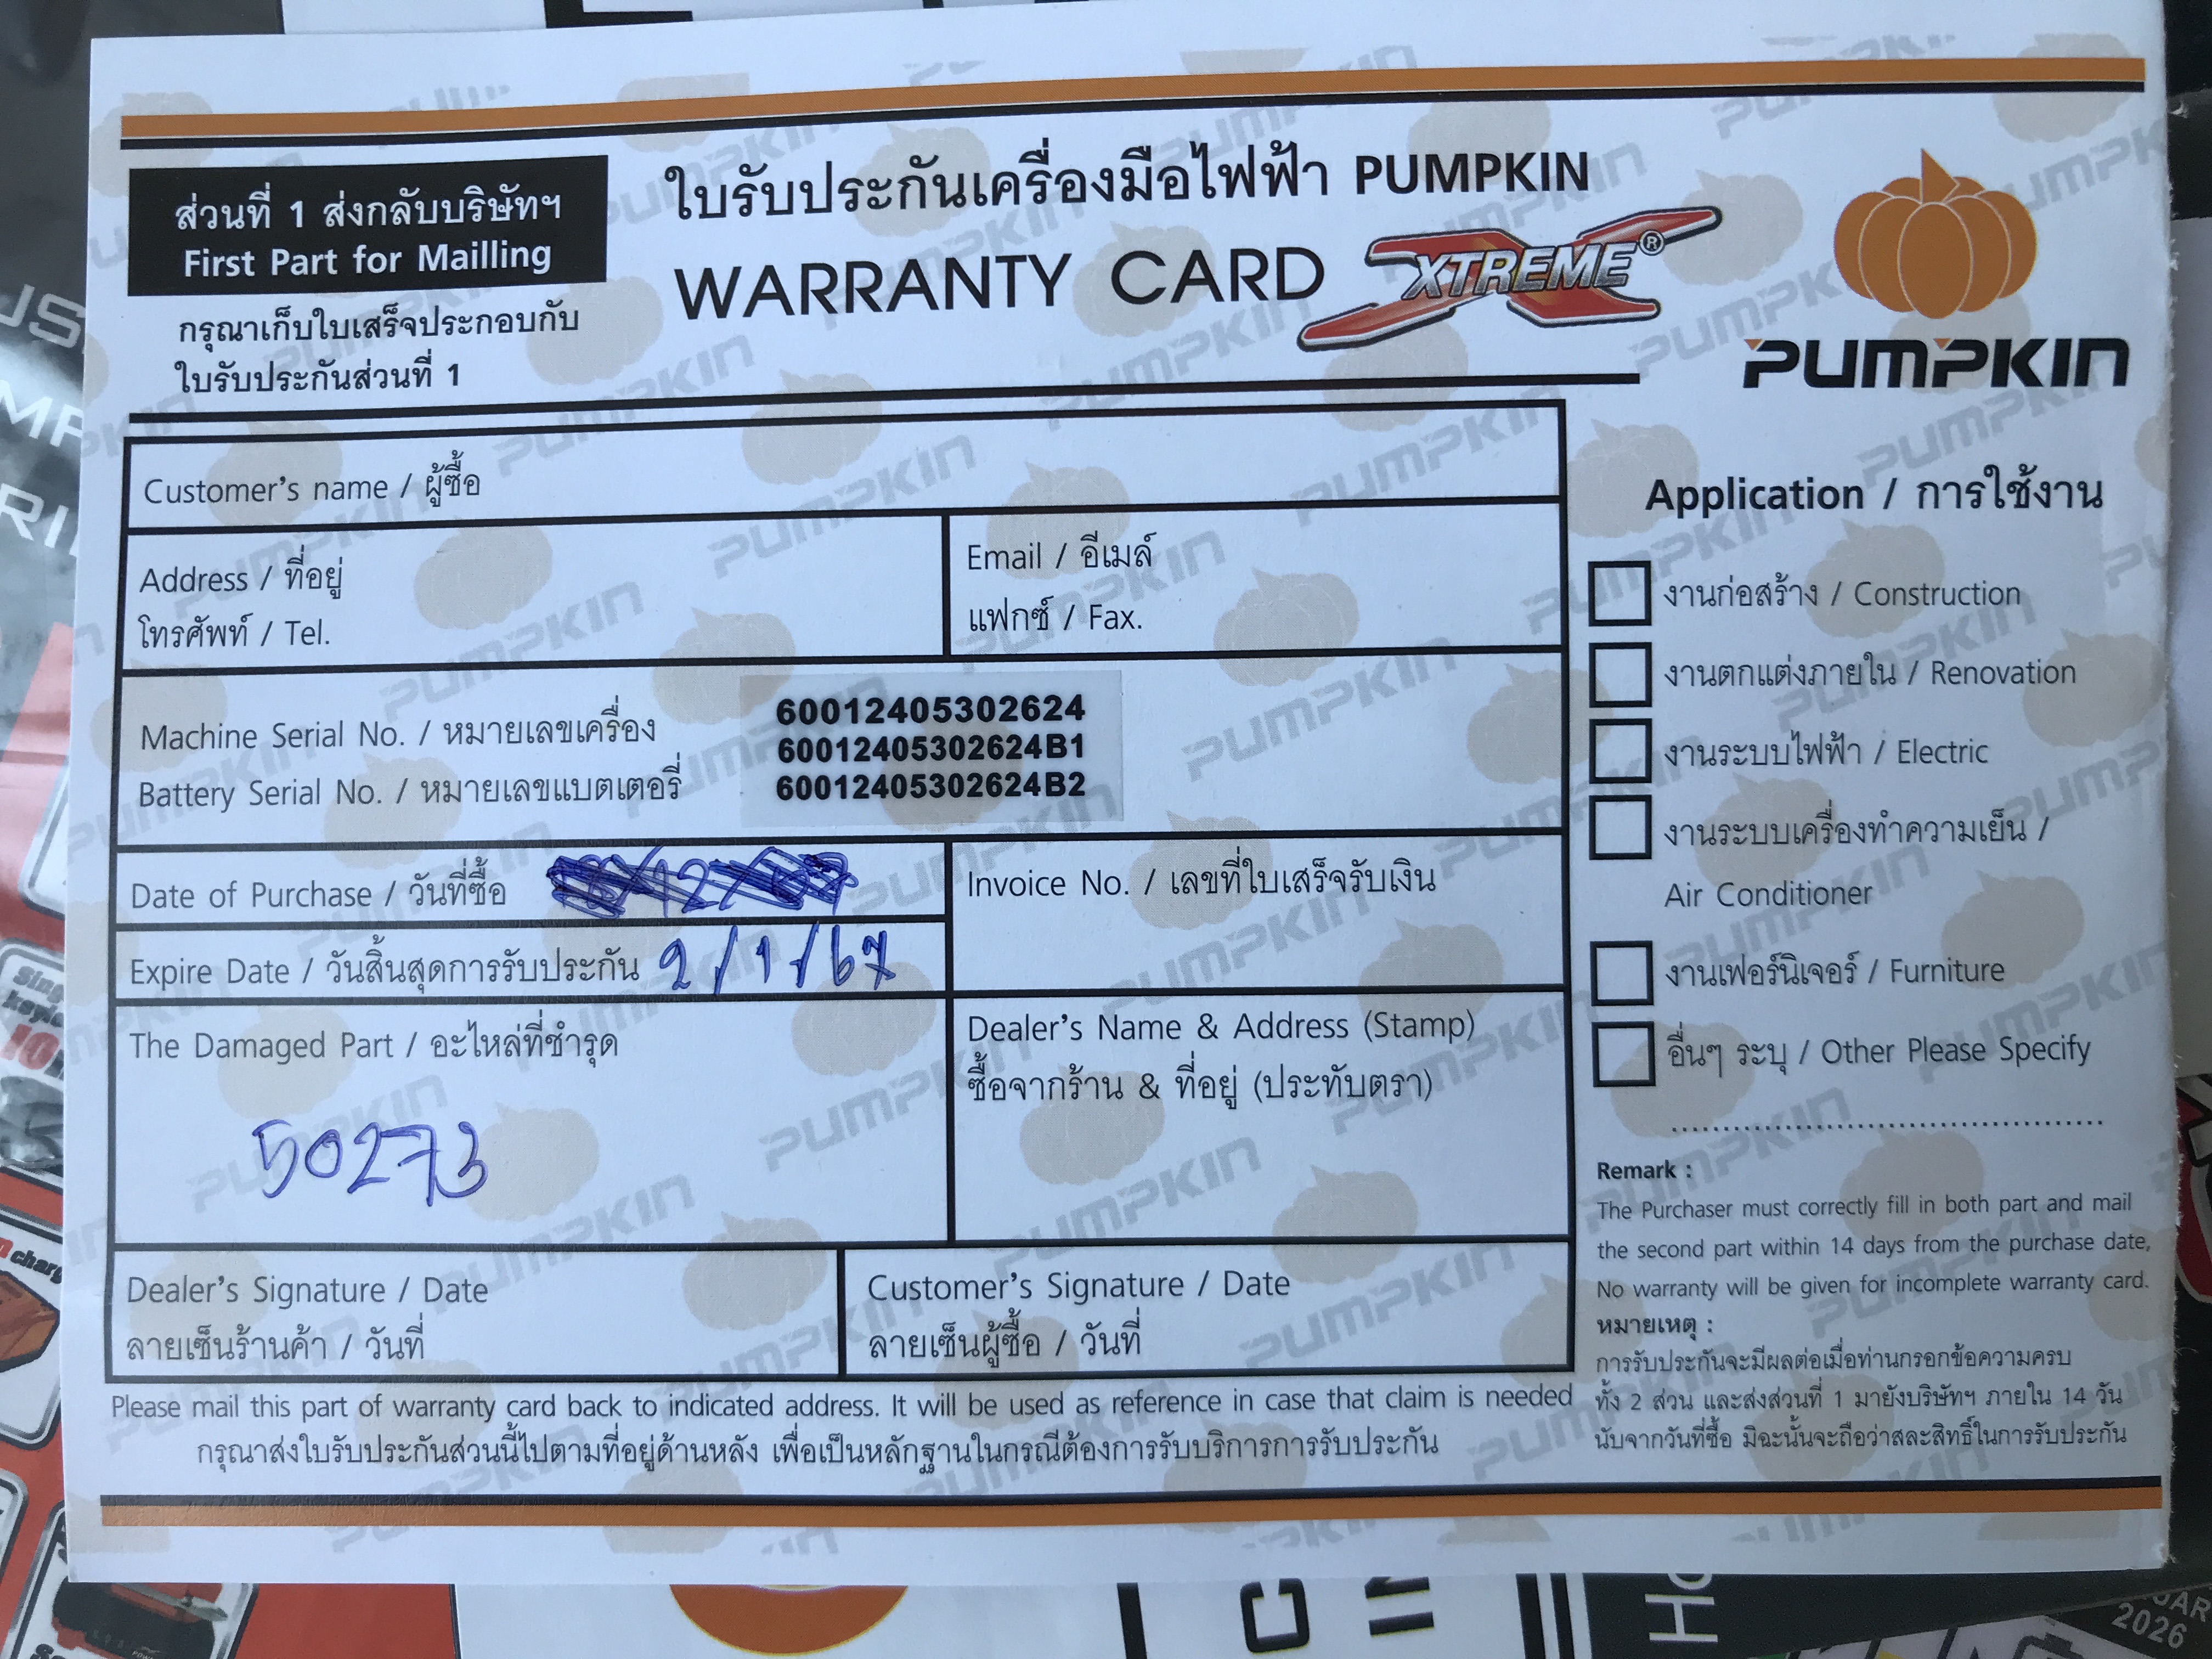 ส่วนที่ 1 ส่งกลับบริษัทฯ
First Part for Mailling
กรุณาเก็บใบเสร็จประกอบกับ
ใบรับประกันส่วนที่ 1
ใบรับประกันเครื่องมือไฟฟ้า PUMPKIN
WARRANTY CARD XTREME®
PUMPKIN
Customer's name / ผู้ซื้อ
Address / ที่อยู่
โทรศัพท์ / Tel.
Email / อีเมล์
แฟกซ์ / Fax.
Machine Serial No. / หมายเลขเครื่อง
Battery Serial No. / หมายเลขแบตเตอรี่
60012405302624
60012405302624B1
60012405302624B2
Date of Purchase / วันที่ซื้อ
Invoice No. / เลขที่ใบเสร็จรับเงิน
Expire Date / วันสิ้นสุดการรับประกัน 2/1/67
The Damaged Part / อะไหล่ที่ชำรุด
50273
Dealer's Name & Address (Stamp)
ซื้อจากร้าน & ที่อยู่ (ประทับตรา)
Dealer's Signature / Date
ลายเซ็นร้านค้า / วันที่
Customer's Signature / Date
ลายเซ็นผู้ซื้อ / วันที่
Please mail this part of warranty card back to indicated address. It will be used as reference in case that claim is needed
กรุณาส่งใบรับประกันส่วนนี้ไปตามที่อยู่ด้านหลัง เพื่อเป็นหลักฐานในกรณีต้องการรับบริการการรับประกัน
Application / การใช้งาน
งานก่อสร้าง / Construction
งานตกแต่งภายใน / Renovation
งานระบบไฟฟ้า / Electric
งานระบบเครื่องทำความเย็น /
Air Conditioner
งานเฟอร์นิเจอร์ / Furniture
อื่นๆ ระบุ / Other Please Specify
Remark :
The Purchaser must correctly fill in both part and mail
the second part within 14 days from the purchase date,
No warranty will be given for incomplete warranty card.
หมายเหตุ :
การรับประกันจะมีผลต่อเมื่อท่านกรอกข้อความครบ
ทั้ง 2 ส่วน และส่งส่วนที่ 1 มายังบริษัทฯ ภายใน 14 วัน
นับจากวันที่ซื้อ มิฉะนั้นจะถือว่าสละสิทธิ์ในการรับประกัน
2026